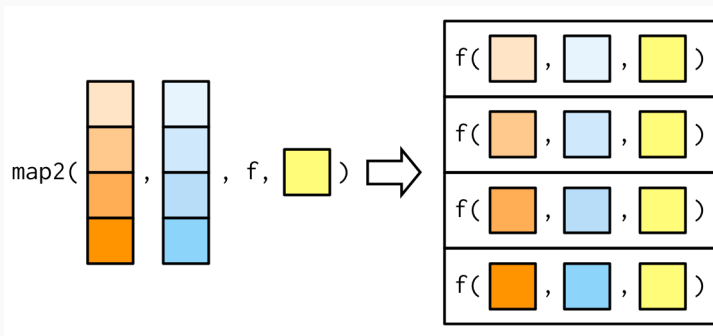 map2( , , f, )
f( , , )
f( , , )
f( , , )
f( , , )